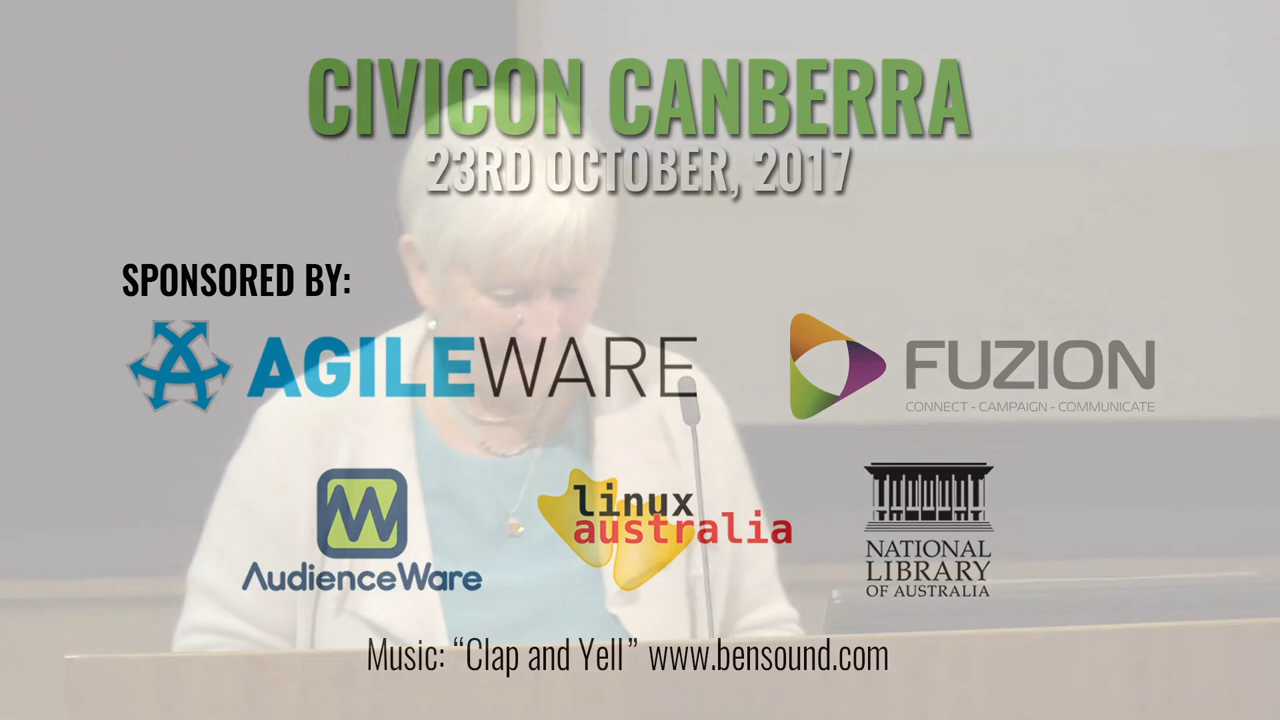 CIVICON CANBERRA
23RD OCTOBER, 2017
SPONSORED BY:
AGILEWARE
FUZION
CONNECT - CAMPAIGN - COMMUNICATE
AudienceWare
linux
australia
NATIONAL
LIBRARY
OF AUSTRALIA
Music: “Clap and Yell” www.bensound.com